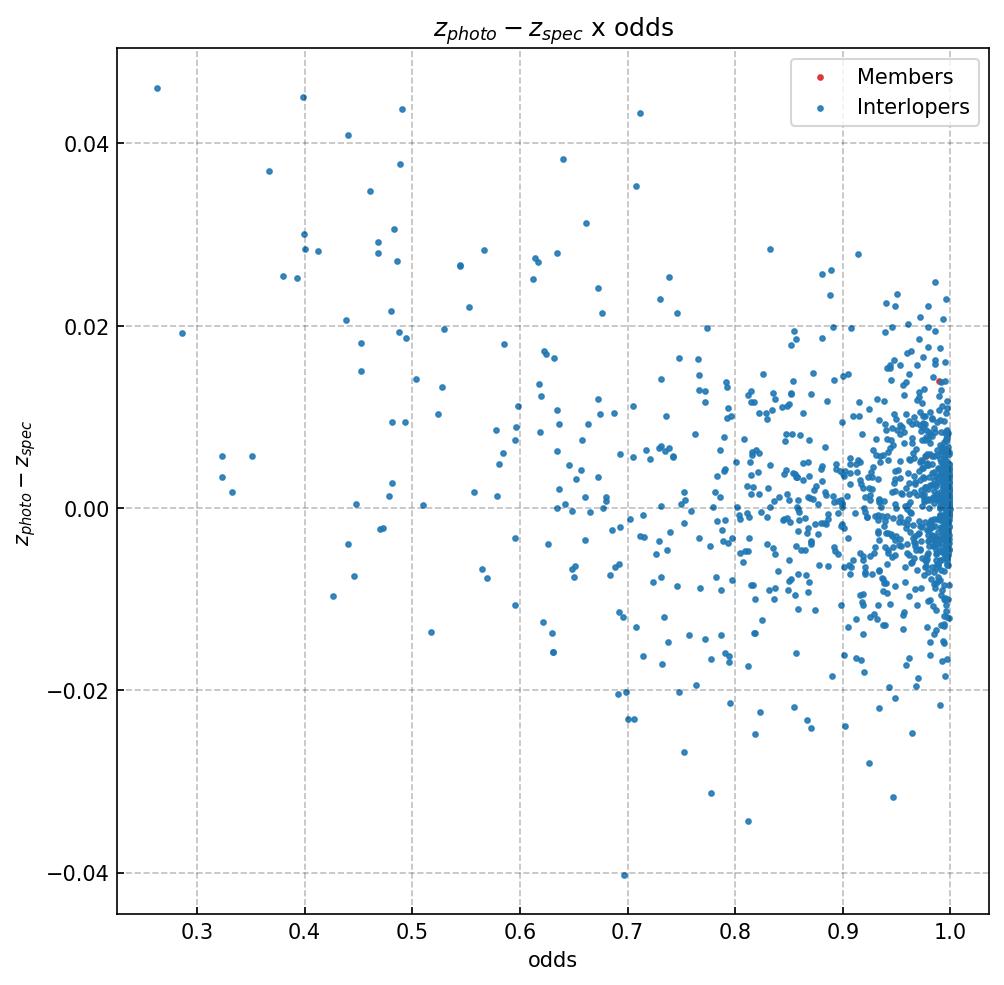 z_photo − z_spec x odds
Members
Interlopers
0.04
0.02
0.00
−0.02
−0.04
z_photo − z_spec
0.3 0.4 0.5 0.6 0.7 0.8 0.9 1.0
odds